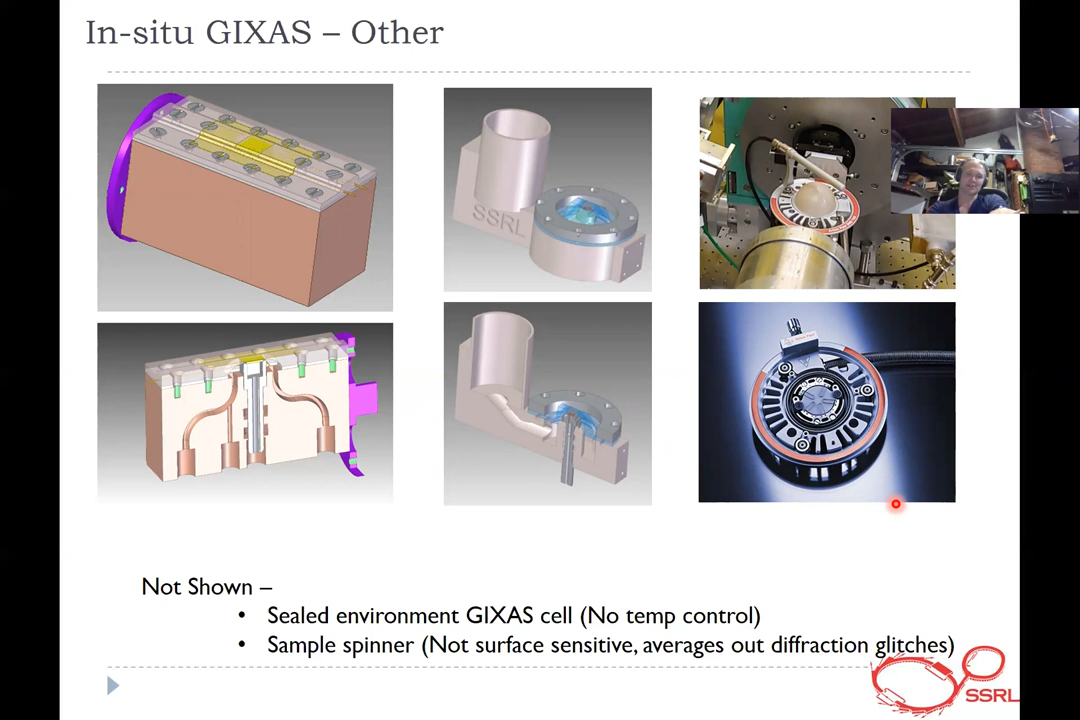 In-situ GIXAS – Other
SSRL
Not Shown –
• Sealed environment GIXAS cell (No temp control)
• Sample spinner (Not surface sensitive, averages out diffraction glitches)
SSRL